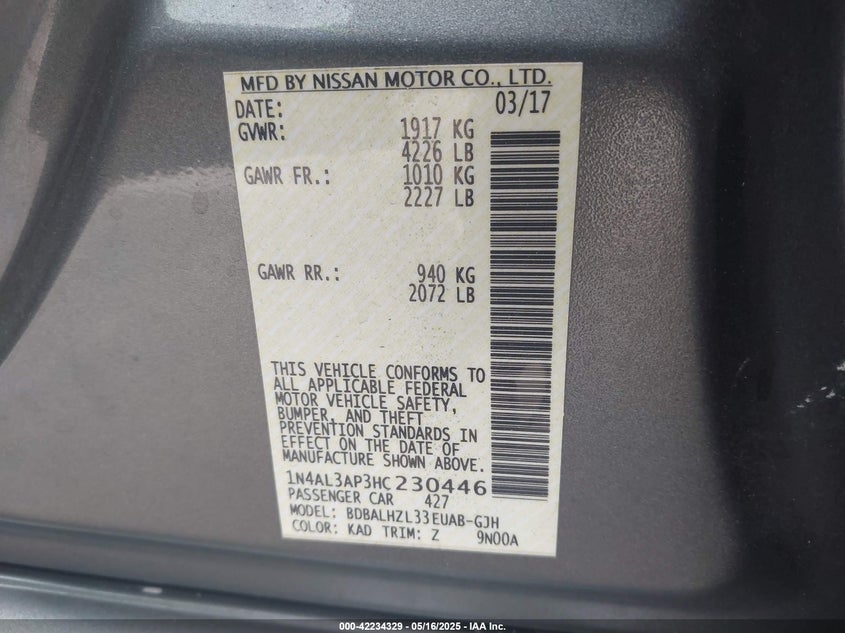 MFD BY NISSAN MOTOR CO., LTD.
DATE: 03/17
GVWR: 1917 KG
4226 LB
GAWR FR.: 1010 KG
2227 LB
GAWR RR.: 940 KG
2072 LB
THIS VEHICLE CONFORMS TO
ALL APPLICABLE FEDERAL
MOTOR VEHICLE SAFETY,
BUMPER, AND THEFT
PREVENTION STANDARDS IN
EFFECT ON THE DATE OF
MANUFACTURE SHOWN ABOVE.
1N4AL3AP3HC230446
PASSENGER CAR 427
MODEL: BDBALHZL33EUAB-GJH
COLOR: KAD TRIM: Z 9N00A
000-42234329 - 05/16/2025 - IAA Inc.